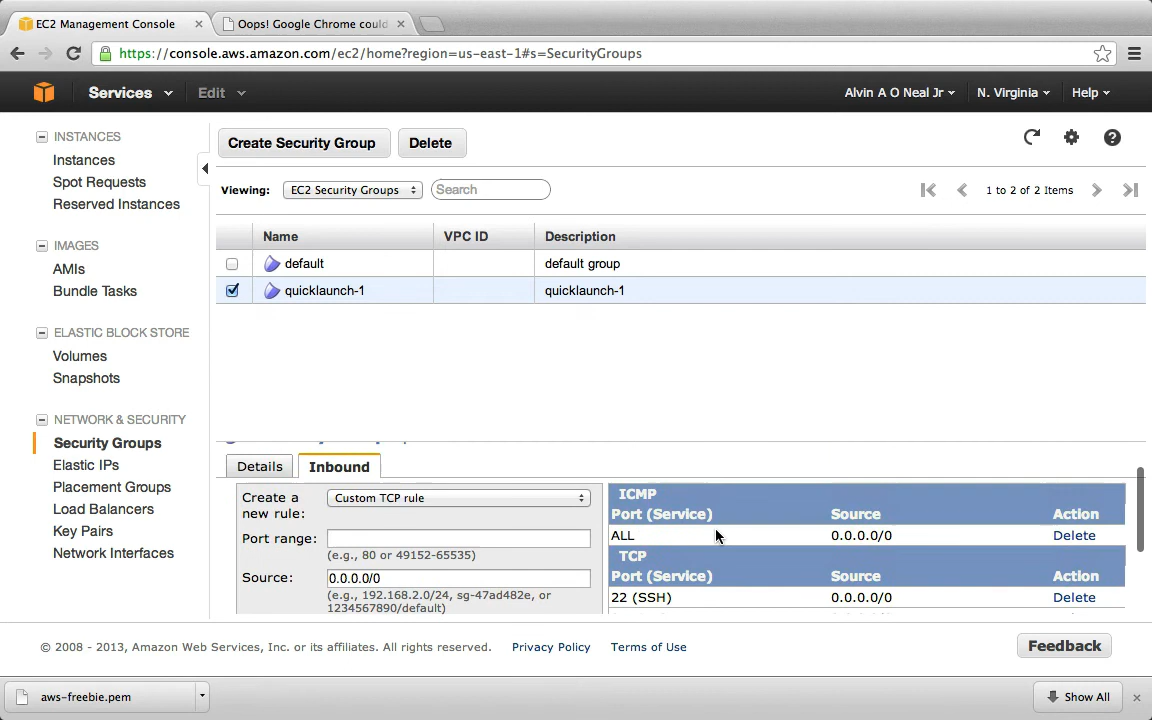 EC2 Management Console
Oops! Google Chrome could
https://console.aws.amazon.com/ec2/home?region=us-east-1#s=SecurityGroups
Services Edit Alvin A O Neal Jr N. Virginia Help
INSTANCES
Instances
Spot Requests
Reserved Instances
IMAGES
AMIs
Bundle Tasks
ELASTIC BLOCK STORE
Volumes
Snapshots
NETWORK & SECURITY
Security Groups
Elastic IPs
Placement Groups
Load Balancers
Key Pairs
Network Interfaces
Create Security Group Delete
Viewing: EC2 Security Groups Search 1 to 2 of 2 Items
Name VPC ID Description
default default group
quicklaunch-1 quicklaunch-1
Details Inbound
Create a new rule: Custom TCP rule
Port range:
(e.g., 80 or 49152-65535)
Source: 0.0.0.0/0
(e.g., 192.168.2.0/24, sg-47ad482e, or
1234567890/default)
ICMP
Port (Service) Source Action
ALL 0.0.0.0/0 Delete
TCP
Port (Service) Source Action
22 (SSH) 0.0.0.0/0 Delete
© 2008 - 2013, Amazon Web Services, Inc. or its affiliates. All rights reserved. Privacy Policy Terms of Use Feedback
aws-freebie.pem Show All